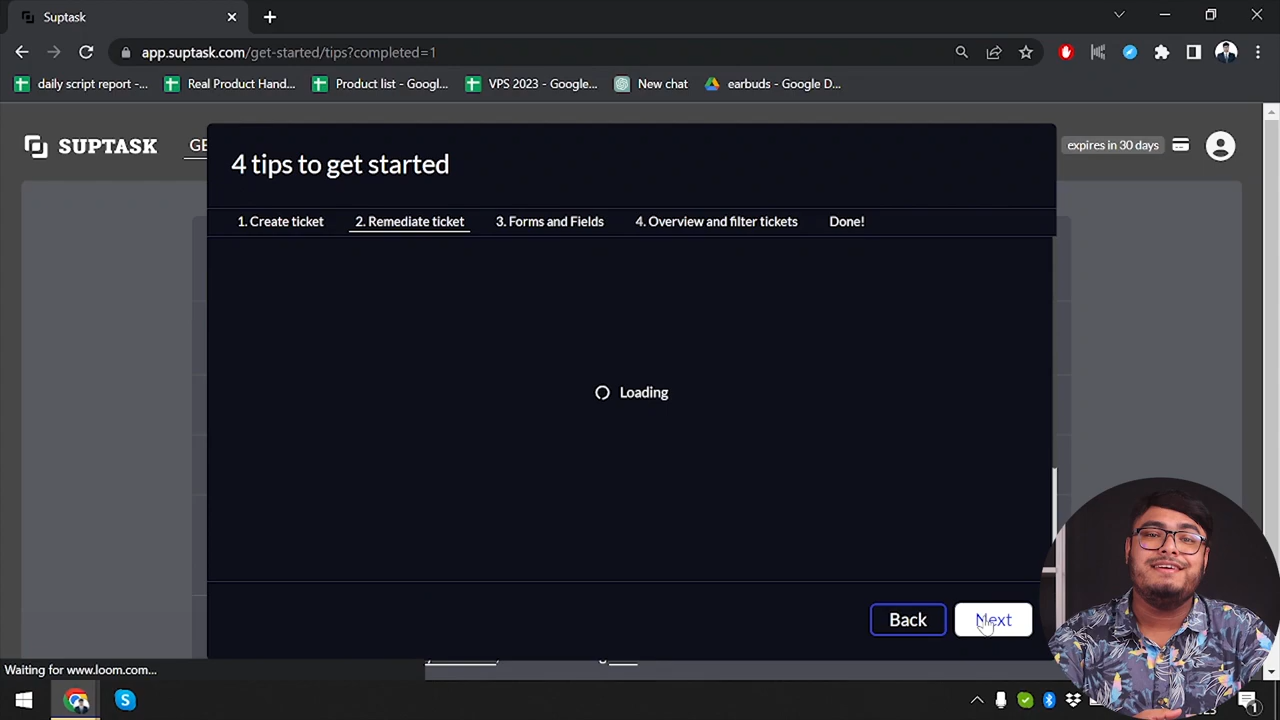 Suptask
app.suptask.com/get-started/tips?completed=1
daily script report -...
Real Product Hand...
Product list - Googl...
VPS 2023 - Google...
New chat
earbuds - Google D...
SUPTASK
GE
expires in 30 days
4 tips to get started
1. Create ticket
2. Remediate ticket
3. Forms and Fields
4. Overview and filter tickets
Done!
Loading
Back
Next
Waiting for www.loom.com...